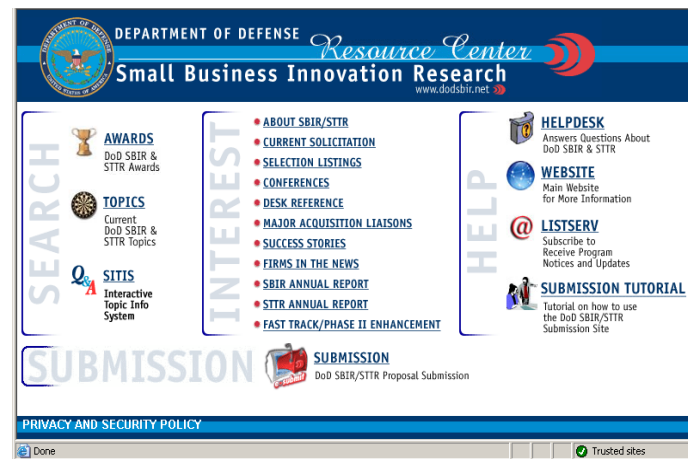 DEPARTMENT OF DEFENSE
Resource Center
Small Business Innovation Research
www.dodsbir.net
SEARCH
AWARDS
DoD SBIR &
STTR Awards
TOPICS
Current
DoD SBIR &
STTR Topics
Q&A
SITIS
Interactive
Topic Info
System
INTEREST
ABOUT SBIR/STTR
CURRENT SOLICITATION
SELECTION LISTINGS
CONFERENCES
DESK REFERENCE
MAJOR ACQUISITION LIAISONS
SUCCESS STORIES
FIRMS IN THE NEWS
SBIR ANNUAL REPORT
STTR ANNUAL REPORT
FAST TRACK/PHASE II ENHANCEMENT
HELP
HELPDESK
Answers Questions About
DoD SBIR & STTR
WEBSITE
Main Website
for More Information
@
LISTSERV
Subscribe to
Receive Program
Notices and Updates
SUBMISSION TUTORIAL
Tutorial on how to use
the DoD SBIR/STTR
Submission Site
SUBMISSION
SUBMISSION
DoD SBIR/STTR Proposal Submission
PRIVACY AND SECURITY POLICY
Done
Trusted sites